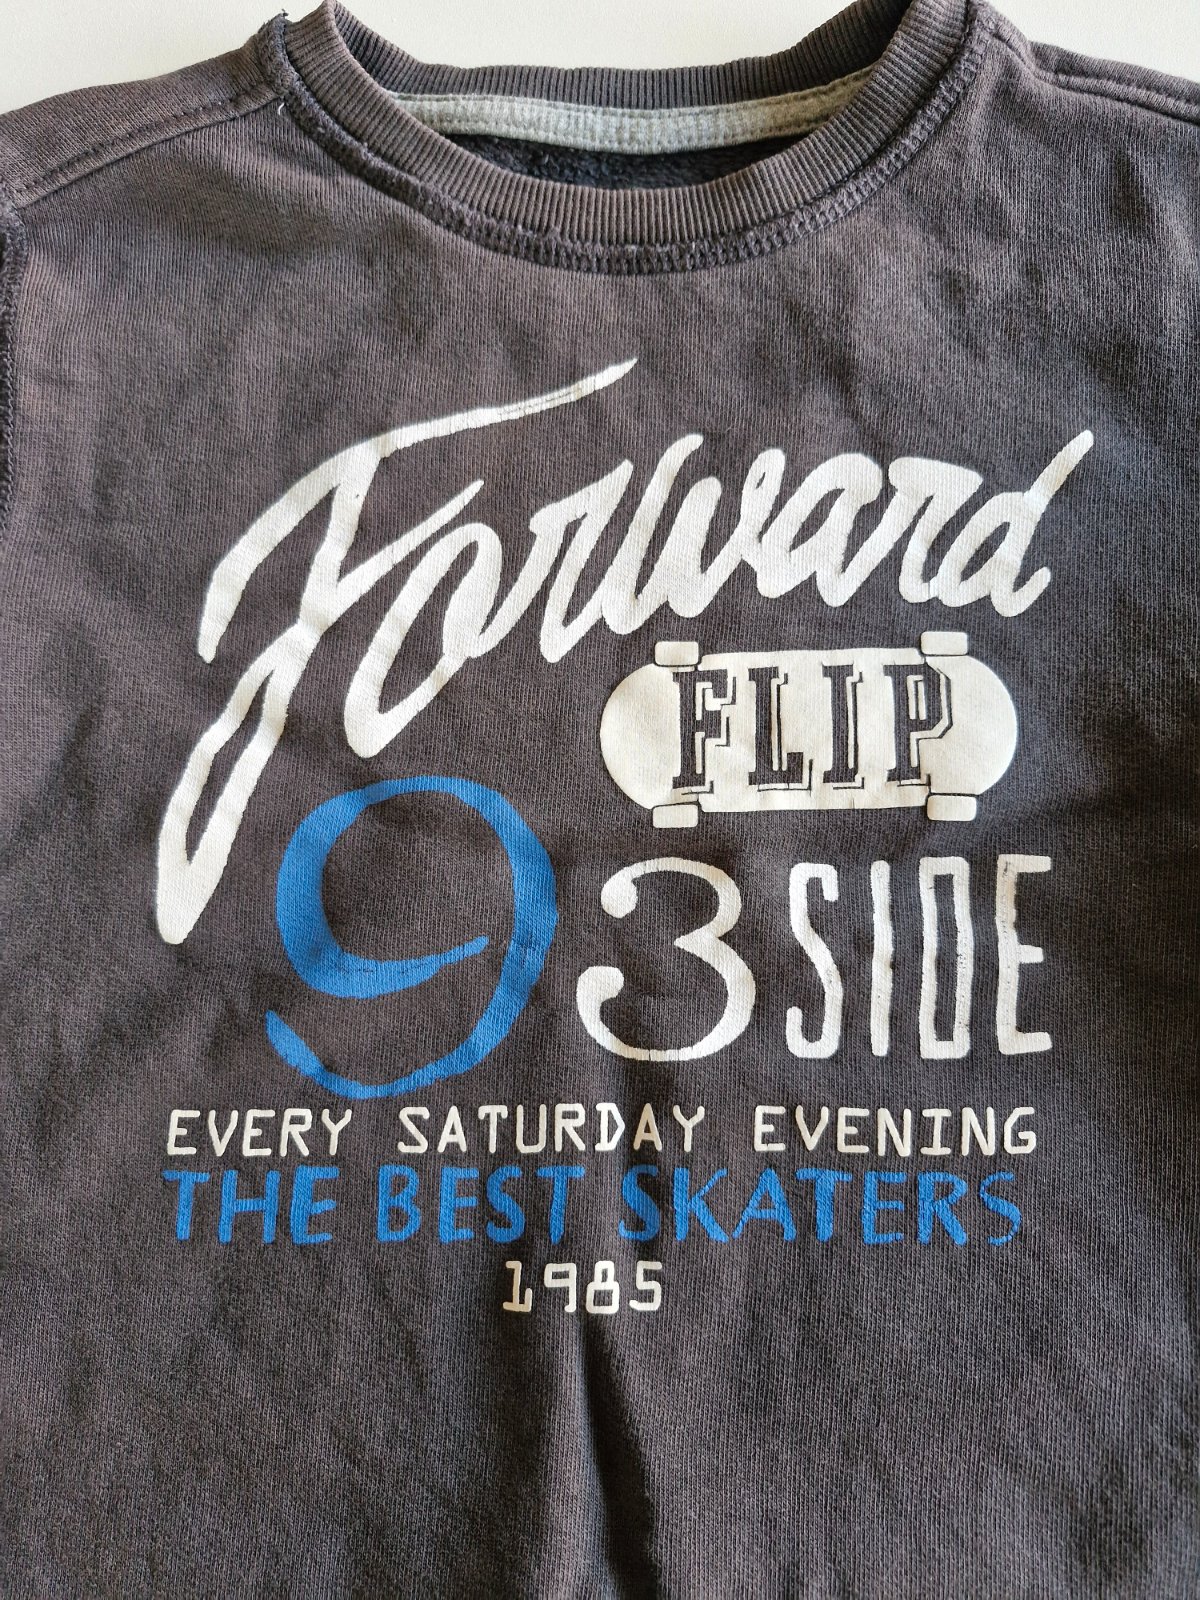 Forward
FLIP
93 SIDE
EVERY SATURDAY EVENING
THE BEST SKATERS
1985